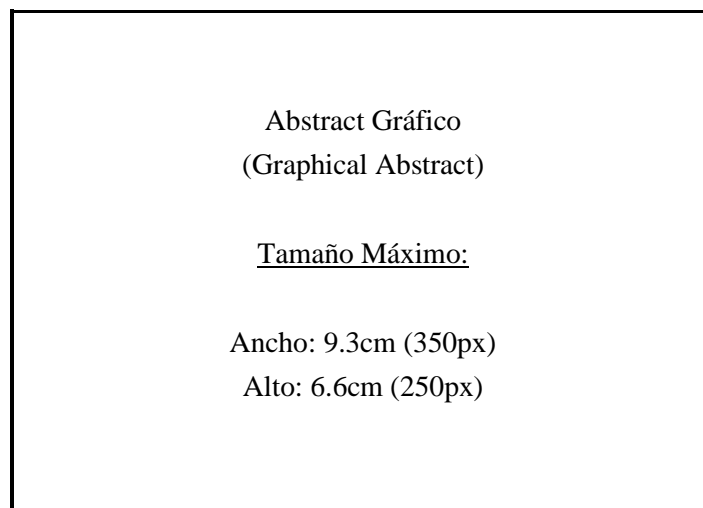 Abstract Gráfico
(Graphical Abstract)
Tamaño Máximo:
Ancho: 9.3cm (350px)
Alto: 6.6cm (250px)